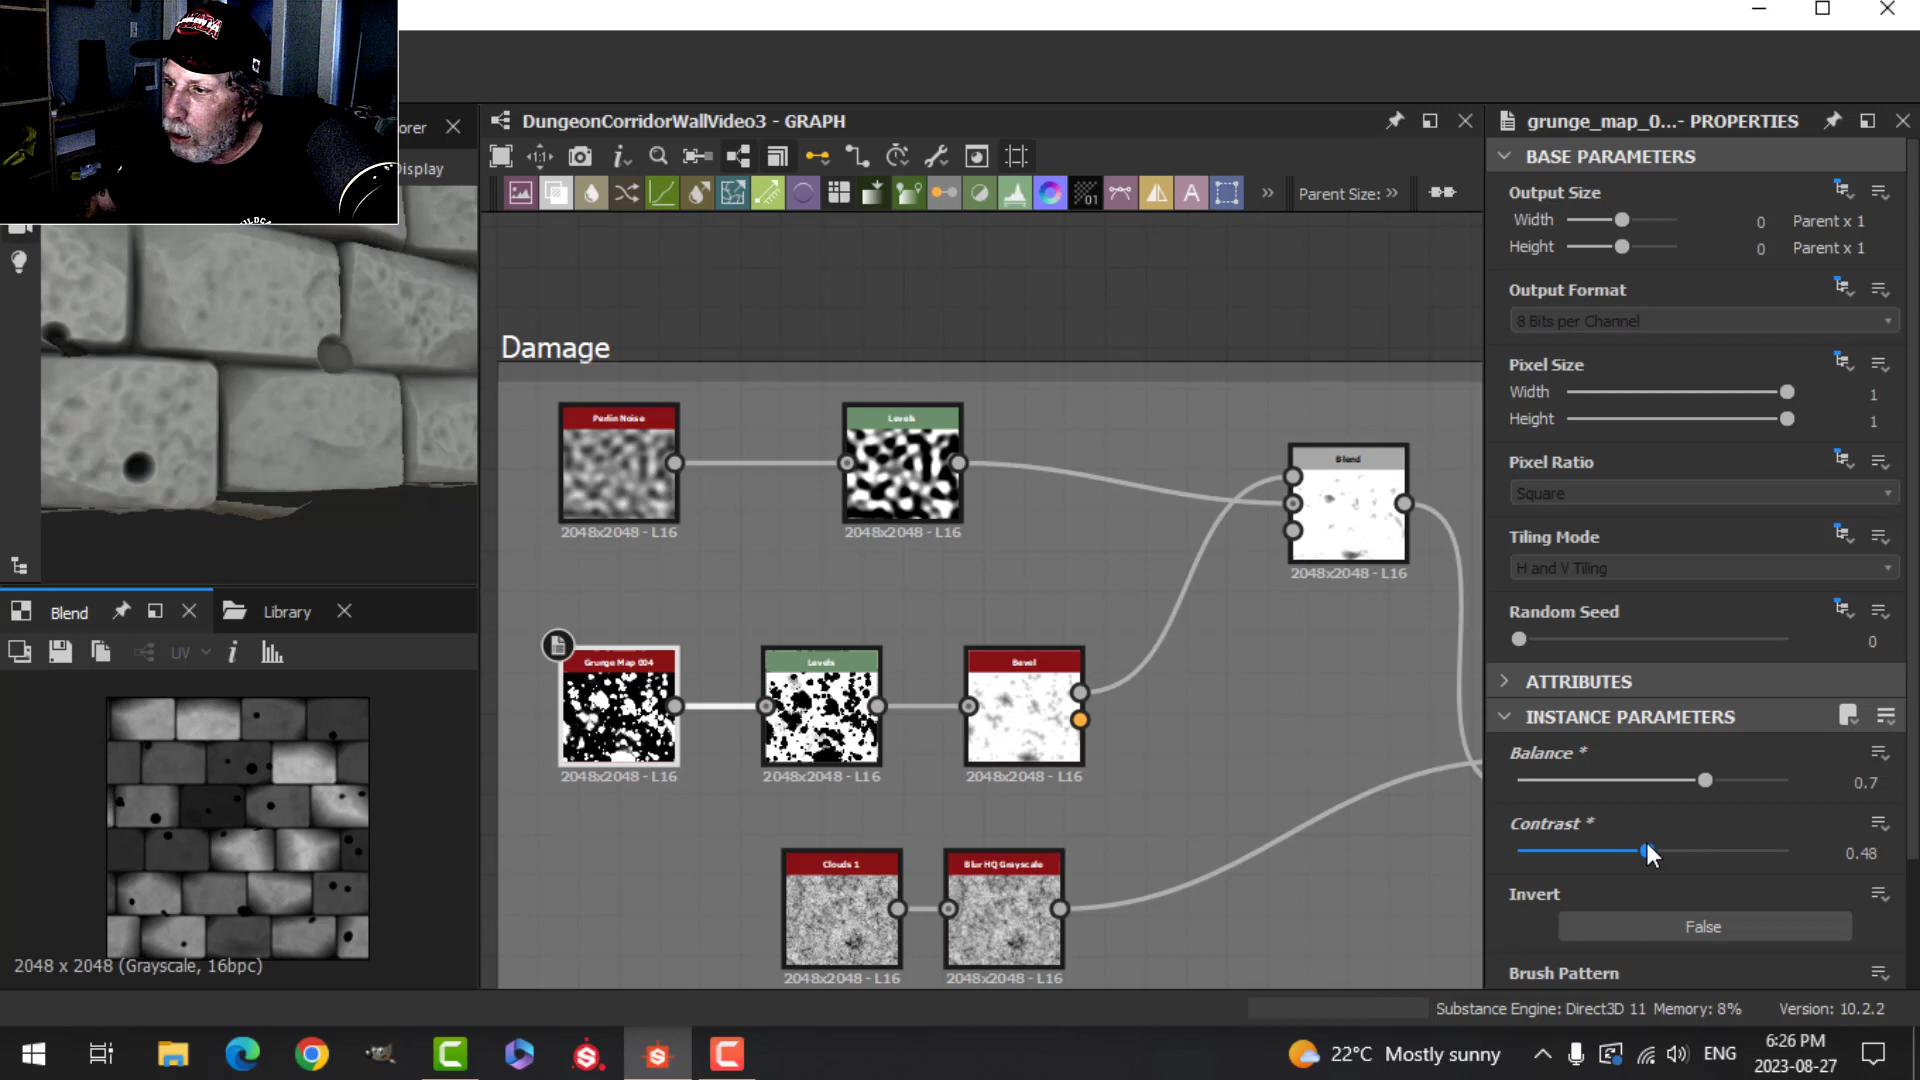 orer
DungeonCorridorWallVideo3 - GRAPH
grunge_map_0...- PROPERTIES
Display
BASE PARAMETERS
Output Size
Width 0 Parent x 1
Height 0 Parent x 1
Parent Size:
01
A
Output Format
8 Bits per Channel
Pixel Size
Width 1
Height 1
Pixel Ratio
Square
Tiling Mode
H and V Tiling
Random Seed
0
ATTRIBUTES
INSTANCE PARAMETERS
Balance *
0.7
Contrast *
0.48
Invert
False
Brush Pattern
Damage
Perlin Noise
2048x2048 - L16
Levels
2048x2048 - L16
Blend
2048x2048 - L16
Grunge Map 004
2048x2048 - L16
Levels
2048x2048 - L16
Bevel
2048x2048 - L16
Clouds 1
2048x2048 - L16
Blur HQ Grayscale
2048x2048 - L16
Blend
Library
UV
2048 x 2048 (Grayscale, 16bpc)
Substance Engine: Direct3D 11 Memory: 8% Version: 10.2.2
22°C Mostly sunny
ENG
6:26 PM
2023-08-27